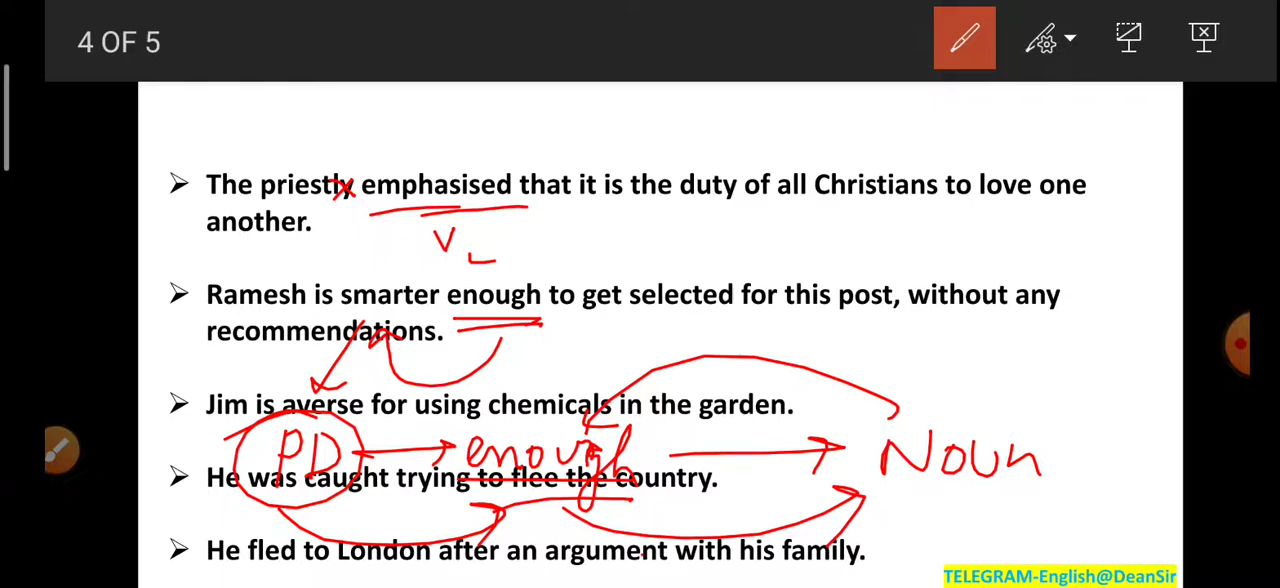 4 OF 5
➢ The priestly emphasised that it is the duty of all Christians to love one
another.
V
➢ Ramesh is smarter enough to get selected for this post, without any
recommendations.
➢ Jim is averse for using chemicals in the garden.
PD enough Noun
➢ He was caught trying to flee the country.
➢ He fled to London after an argument with his family.
TELEGRAM-English@DeanSir